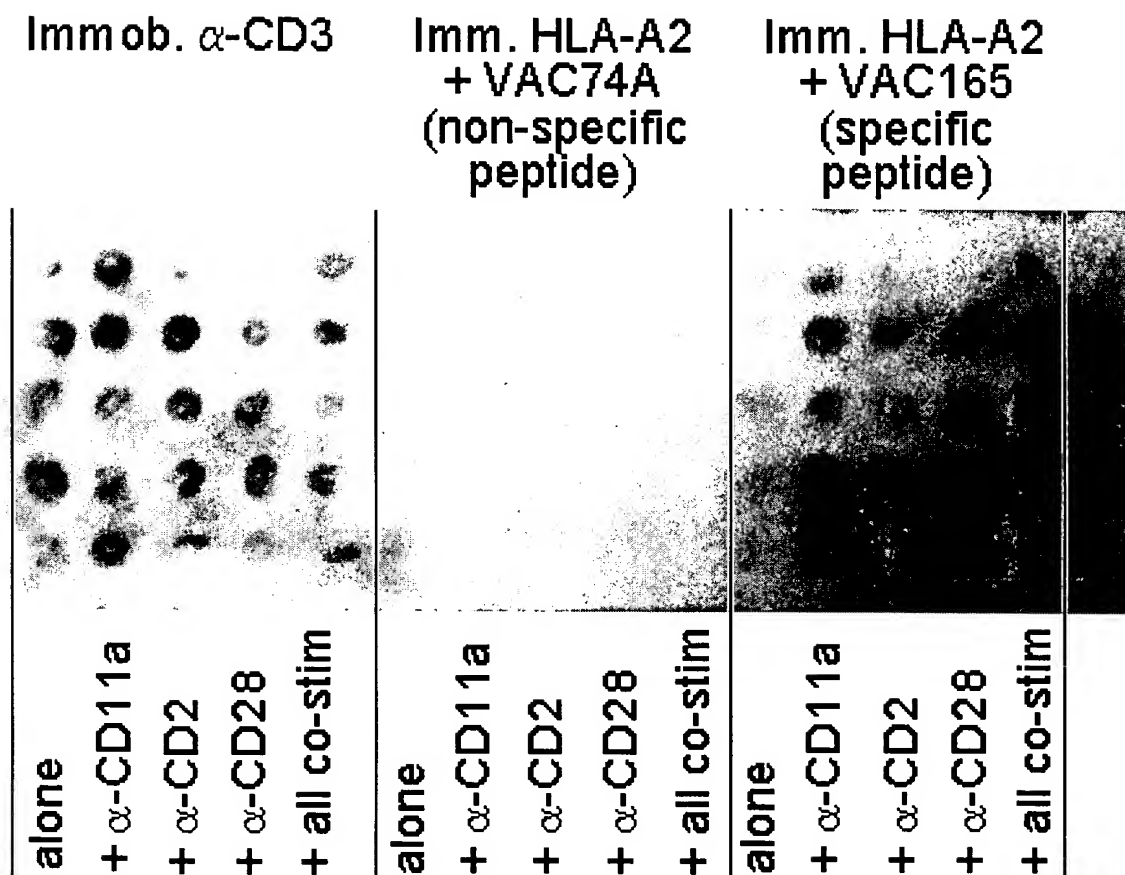 Immob. α-CD3
Imm. HLA-A2
+ VAC74A
(non-specific
peptide)
Imm. HLA-A2
+ VAC165
(specific
peptide)
alone
+ α-CD11a
+ α-CD2
+ α-CD28
+ all co-stim
alone
+ α-CD11a
+ α-CD2
+ α-CD28
+ all co-stim
alone
+ α-CD11a
+ α-CD2
+ α-CD28
+ all co-stim